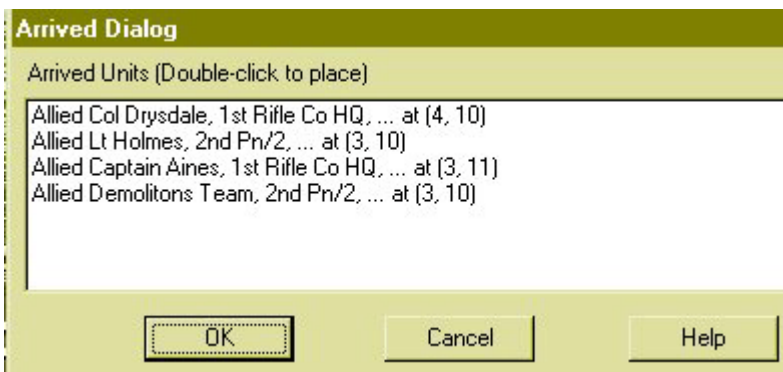 Arrived Dialog
Arrived Units (Double-click to place)
Allied Col Drysdale, 1st Rifle Co HQ, ... at (4, 10)
Allied Lt Holmes, 2nd Pn/2, ... at (3, 10)
Allied Captain Aines, 1st Rifle Co HQ, ... at (3, 11)
Allied Demolitons Team, 2nd Pn/2, ... at (3, 10)
OK Cancel Help